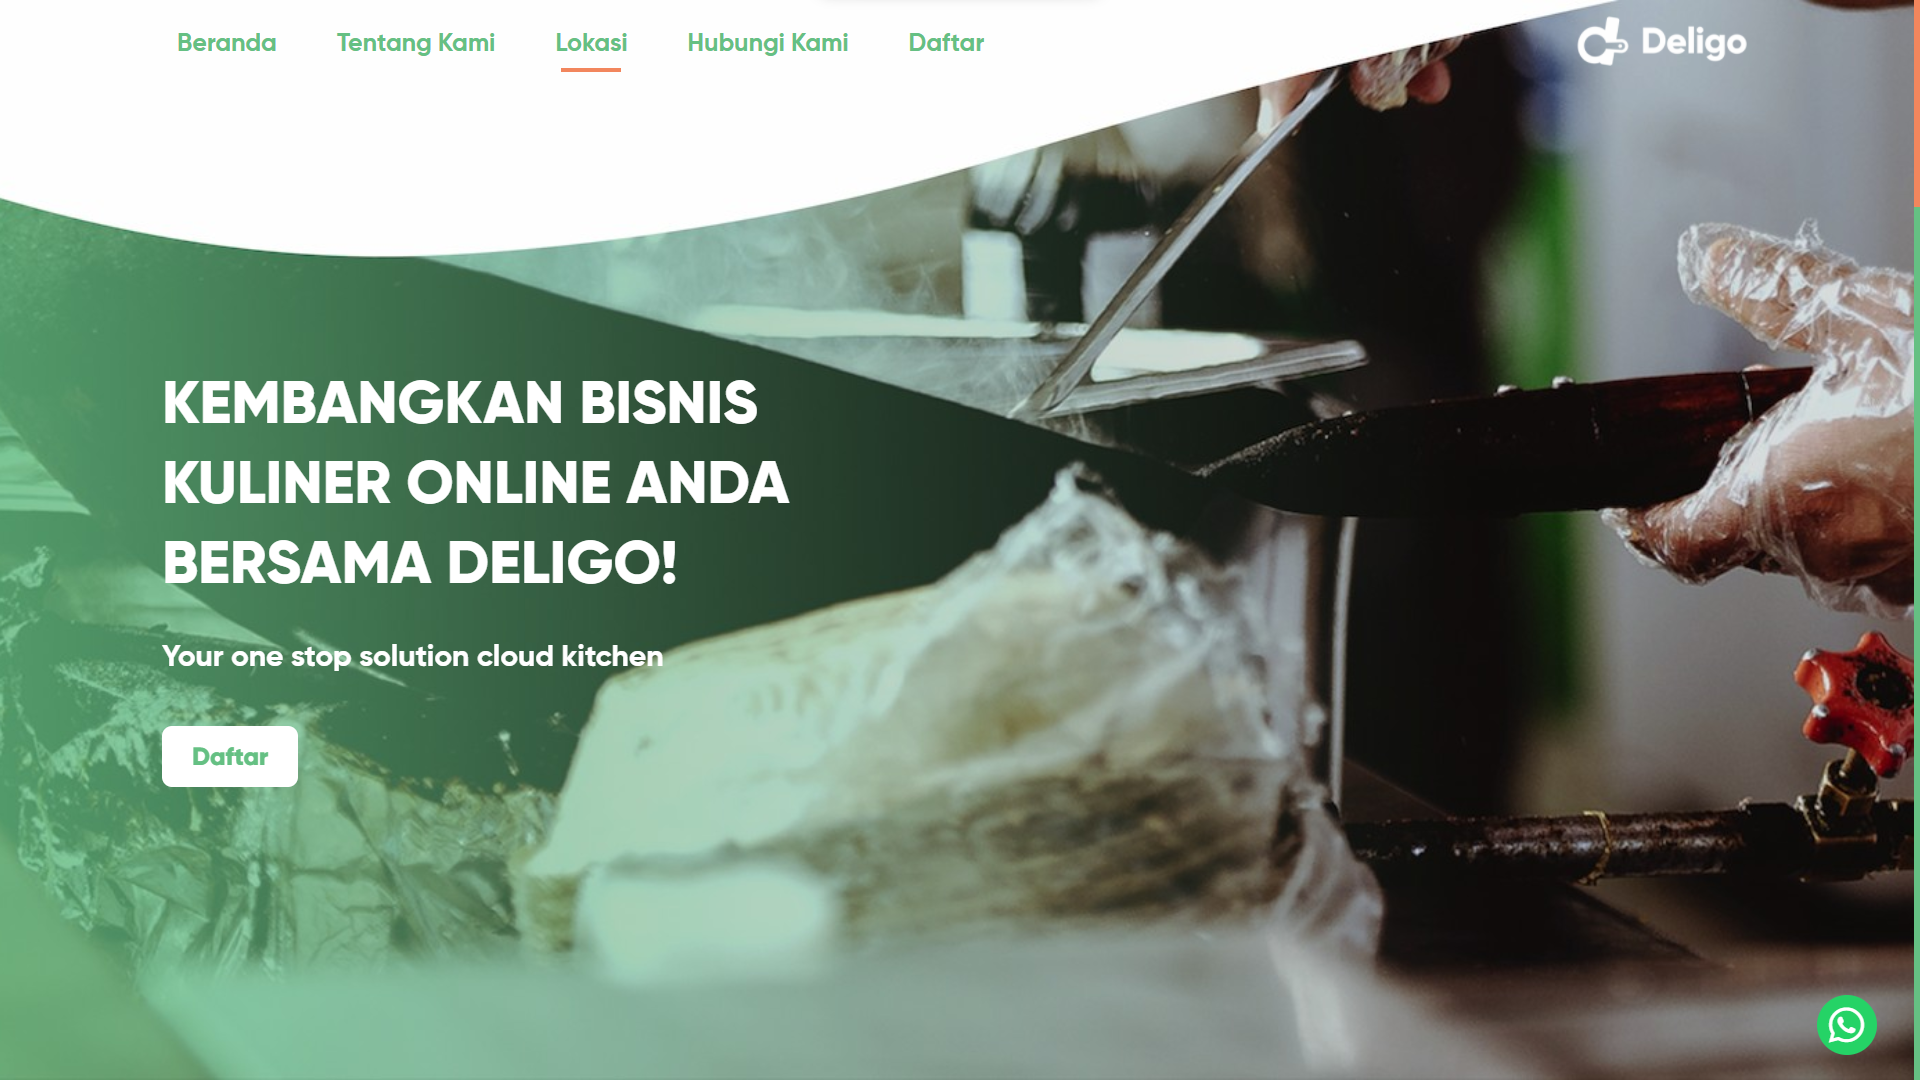 Beranda
Tentang Kami
Lokasi
Hubungi Kami
Daftar
Deligo
KEMBANGKAN BISNIS
KULINER ONLINE ANDA
BERSAMA DELIGO!
Your one stop solution cloud kitchen
Daftar